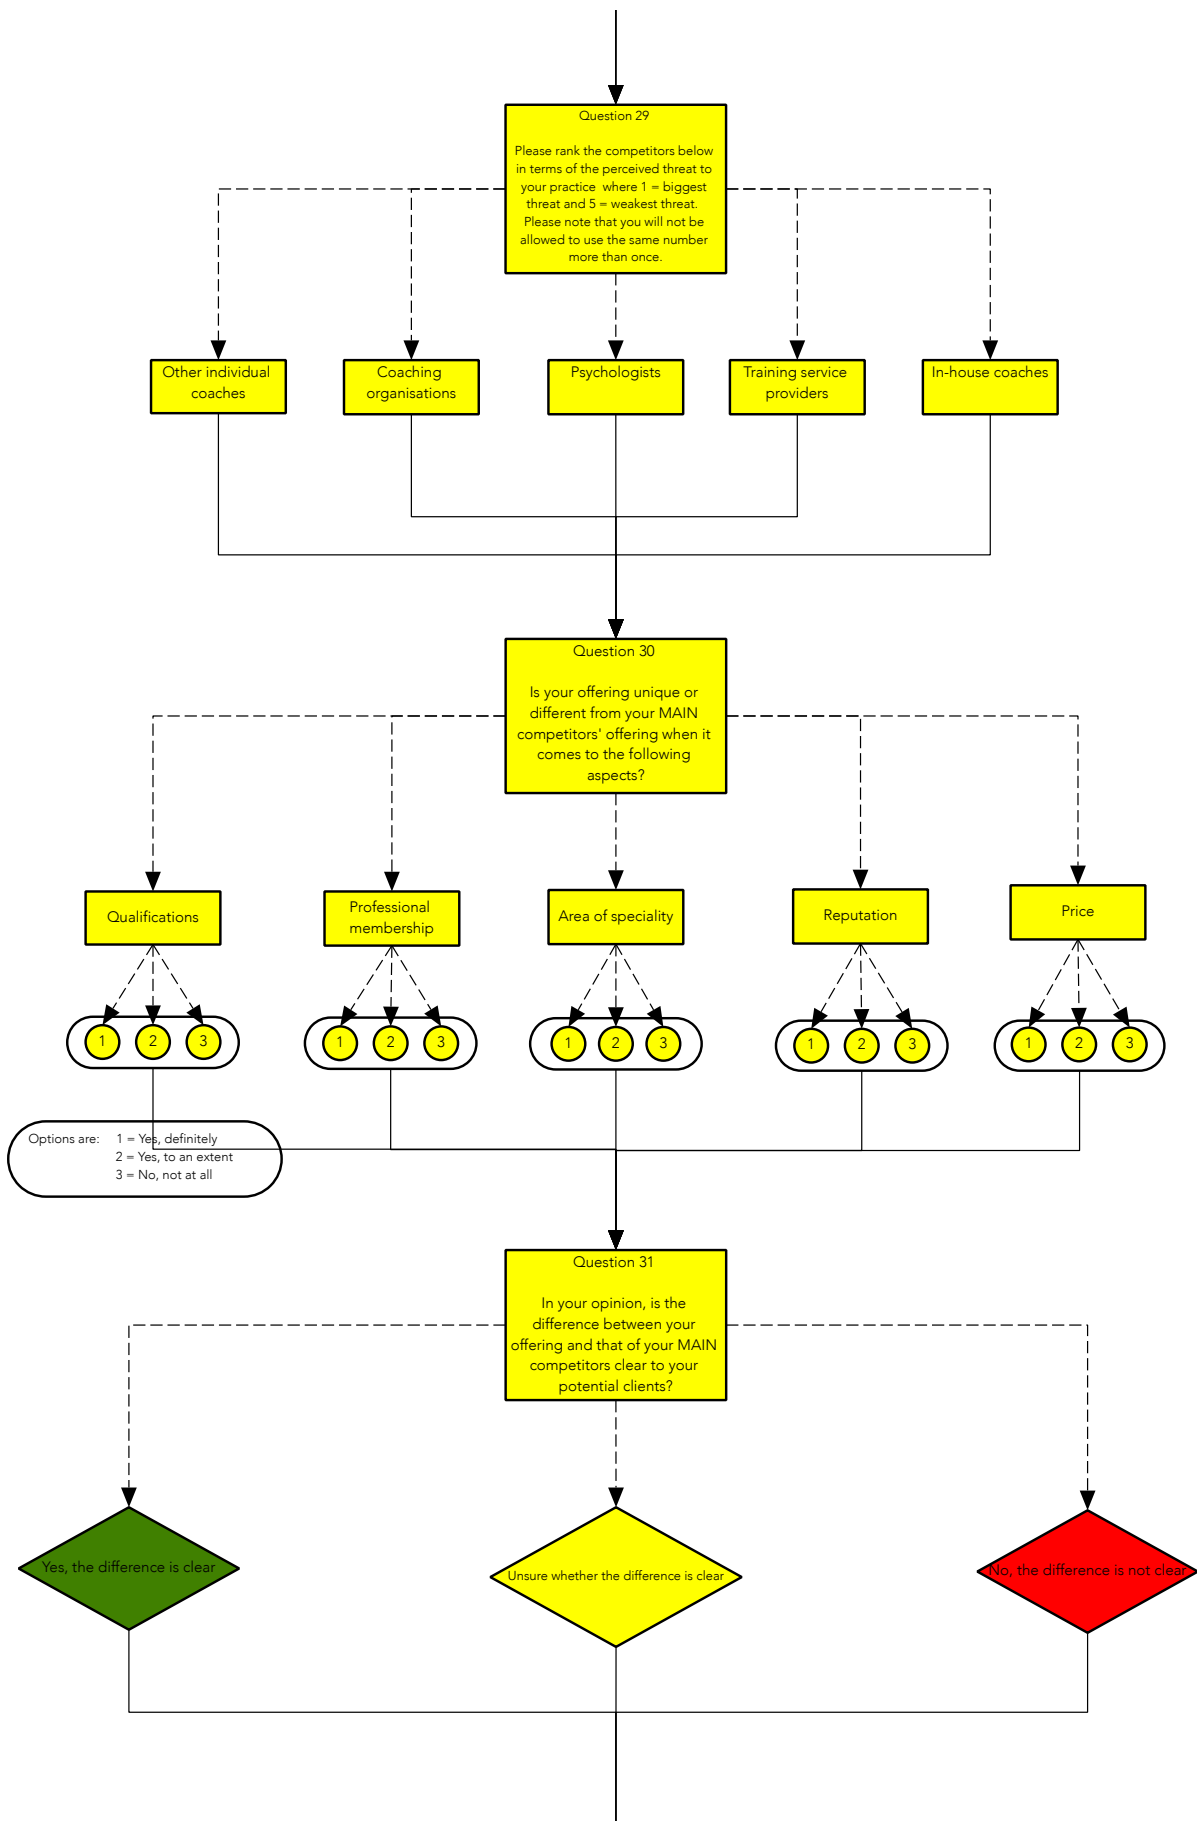 Question 29
Please rank the competitors below
in terms of the perceived threat to
your practice  where 1 = biggest
threat and 5 = weakest threat.
Please note that you will not be
allowed to use the same number
more than once.
Other individual
coaches
Coaching
organisations
Psychologists
Training service
providers
In-house coaches
Question 30
Is your offering unique or
different from your MAIN
competitors' offering when it
comes to the following
aspects?
Qualifications
Professional
membership
Area of speciality
Reputation
Price
1 2 3
1 2 3
1 2 3
1 2 3
1 2 3
Options are: 1 = Yes, definitely
2 = Yes, to an extent
3 = No, not at all
Question 31
In your opinion, is the
difference between your
offering and that of your MAIN
competitors clear to your
potential clients?
Yes, the difference is clear
Unsure whether the difference is clear
No, the difference is not clear